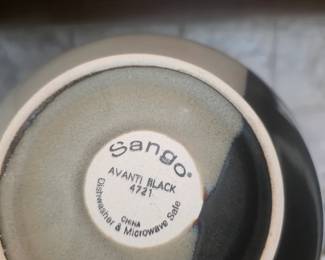 Sango®
AVANTI BLACK
4721
CHINA
Dishwasher & Microwave Safe